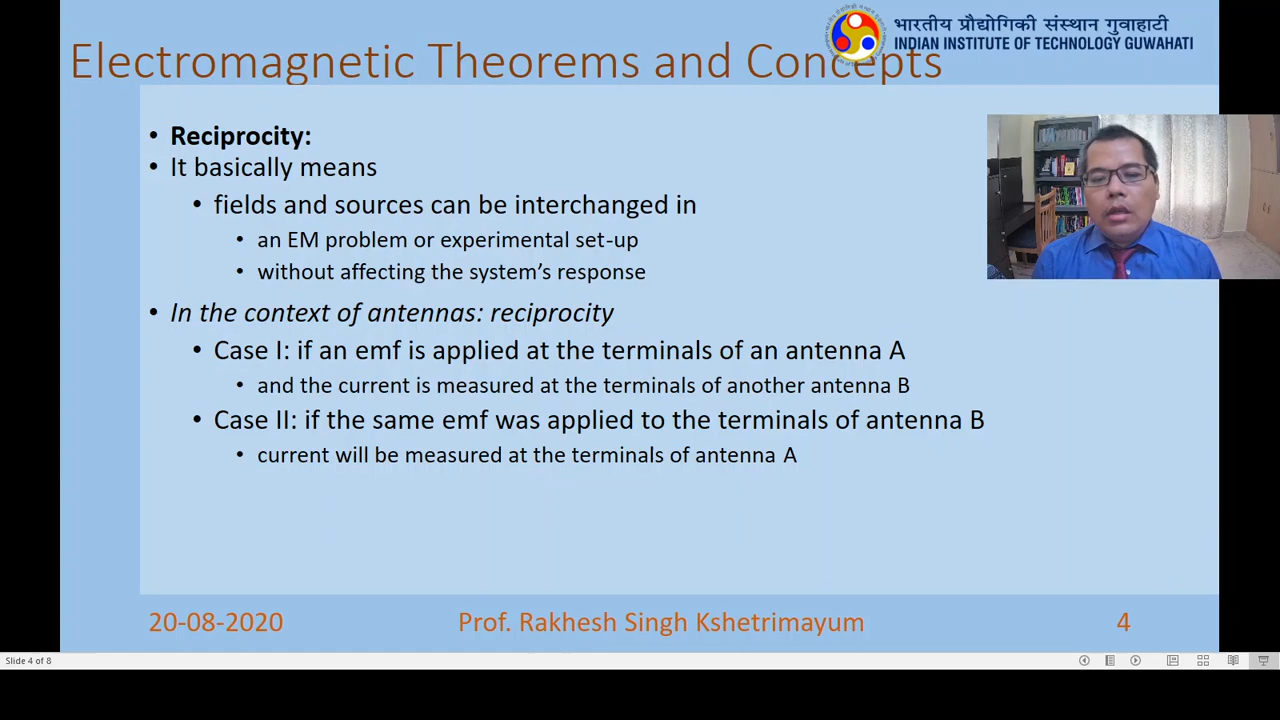 भारतीय प्रौद्योगिकी संस्थान गुवाहाटी
INDIAN INSTITUTE OF TECHNOLOGY GUWAHATI
Electromagnetic Theorems and Concepts
• Reciprocity:
• It basically means
• fields and sources can be interchanged in
• an EM problem or experimental set-up
• without affecting the system's response
• In the context of antennas: reciprocity
• Case I: if an emf is applied at the terminals of an antenna A
• and the current is measured at the terminals of another antenna B
• Case II: if the same emf was applied to the terminals of antenna B
• current will be measured at the terminals of antenna A
20-08-2020
Prof. Rakhesh Singh Kshetrimayum
4
Slide 4 of 8